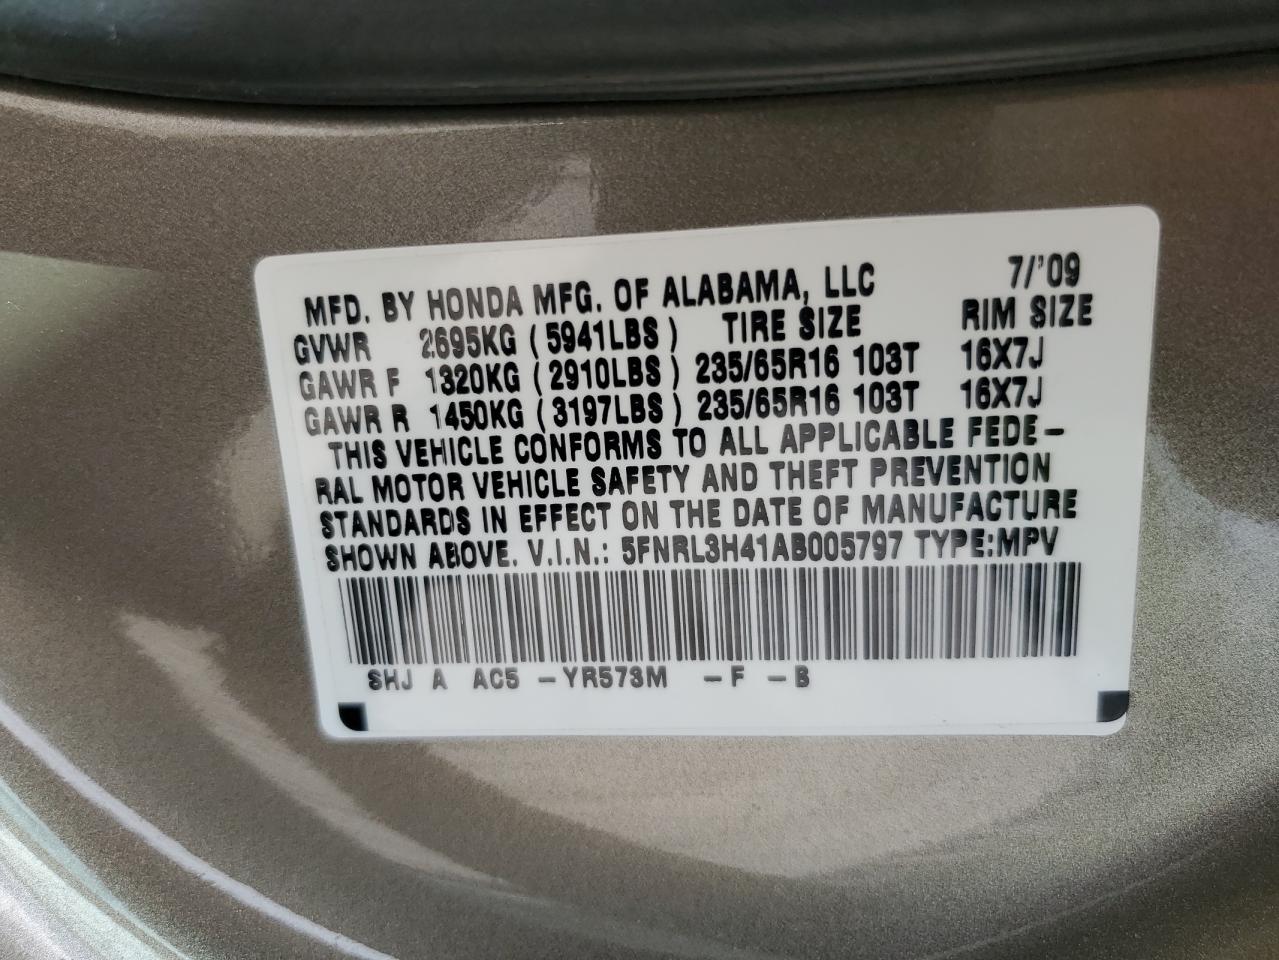 MFD. BY HONDA MFG. OF ALABAMA, LLC 7/'09
GVWR 2695KG (5941LBS) TIRE SIZE RIM SIZE
GAWR F 1320KG (2910LBS) 235/65R16 103T 16X7J
GAWR R 1450KG (3197LBS) 235/65R16 103T 16X7J
THIS VEHICLE CONFORMS TO ALL APPLICABLE FEDE-
RAL MOTOR VEHICLE SAFETY AND THEFT PREVENTION
STANDARDS IN EFFECT ON THE DATE OF MANUFACTURE
SHOWN ABOVE. V.I.N.: 5FNRL3H41AB005797 TYPE:MPV
SHJ A AC5 -YR573M -F -B